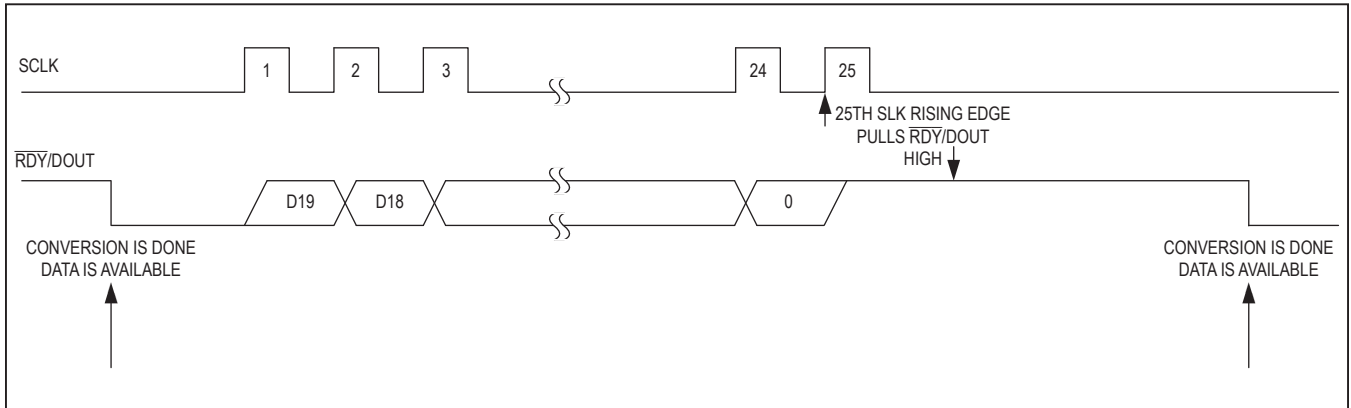 SCLK
1
2
3
24
25
25TH SLK RISING EDGE
PULLS RDY/DOUT
HIGH
RDY/DOUT
D19
D18
0
CONVERSION IS DONE
DATA IS AVAILABLE
CONVERSION IS DONE
DATA IS AVAILABLE